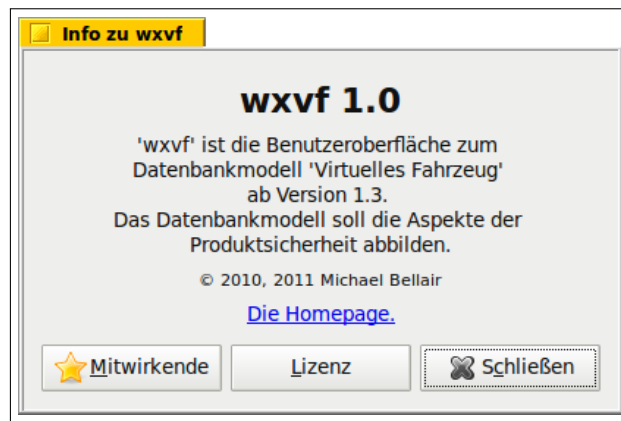 Info zu wxvf
wxvf 1.0
'wxvf' ist die Benutzeroberfläche zum
Datenbankmodell 'Virtuelles Fahrzeug'
ab Version 1.3.
Das Datenbankmodell soll die Aspekte der
Produktsicherheit abbilden.
© 2010, 2011 Michael Bellair
Die Homepage.
Mitwirkende Lizenz Schließen